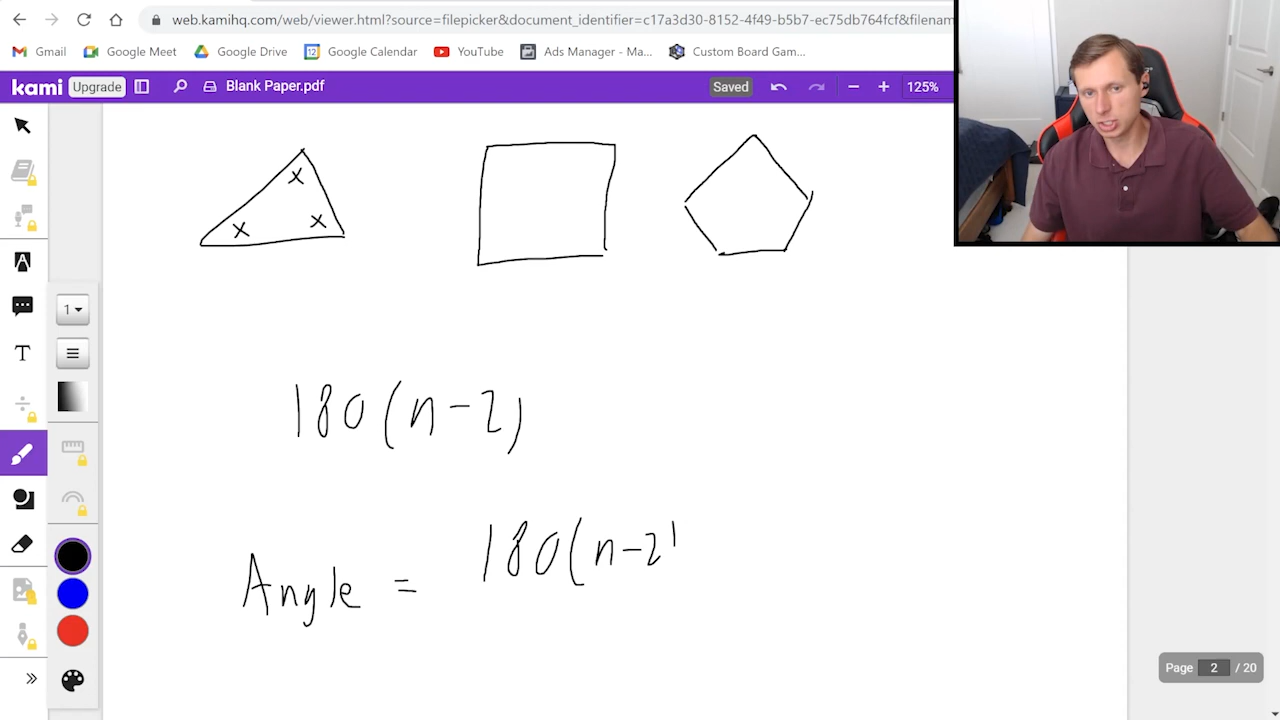 web.kamihq.com/web/viewer.html?source=filepicker&document_identifier=c17a3d30-8152-4f49-b5b7-ec75db764fcf&filenam
Gmail Google Meet Google Drive 12 Google Calendar YouTube Ads Manager - Ma... Custom Board Gam...
kami Upgrade Blank Paper.pdf Saved 125%
x
x x
A
T
1
180(n-2)
Angle = 180(n-2
Page 2 / 20